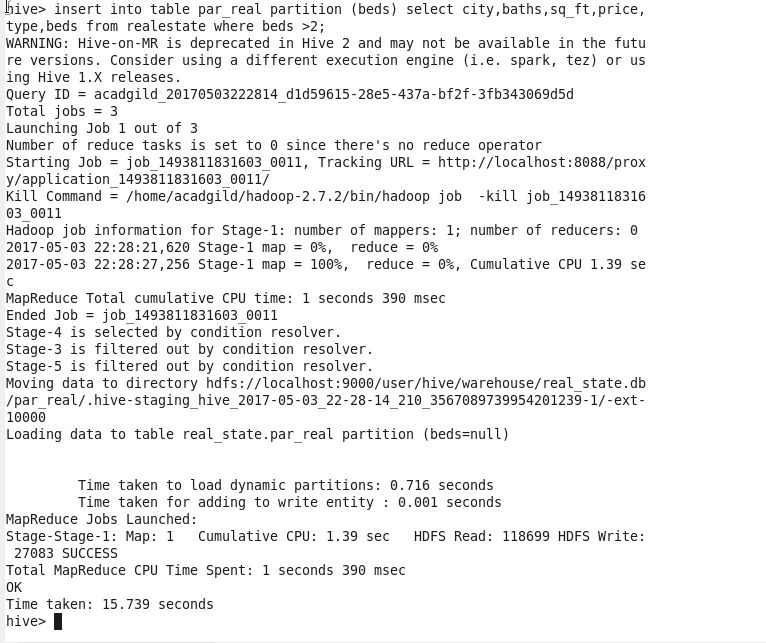 hive> insert into table par_real partition (beds) select city,baths,sq_ft,price,
type,beds from realestate where beds >2;
WARNING: Hive-on-MR is deprecated in Hive 2 and may not be available in the futu
re versions. Consider using a different execution engine (i.e. spark, tez) or us
ing Hive 1.X releases.
Query ID = acadgild_20170503222814_d1d59615-28e5-437a-bf2f-3fb343069d5d
Total jobs = 3
Launching Job 1 out of 3
Number of reduce tasks is set to 0 since there's no reduce operator
Starting Job = job_1493811831603_0011, Tracking URL = http://localhost:8088/prox
y/application_1493811831603_0011/
Kill Command = /home/acadgild/hadoop-2.7.2/bin/hadoop job  -kill job_14938118316
03_0011
Hadoop job information for Stage-1: number of mappers: 1; number of reducers: 0
2017-05-03 22:28:21,620 Stage-1 map = 0%,  reduce = 0%
2017-05-03 22:28:27,256 Stage-1 map = 100%,  reduce = 0%, Cumulative CPU 1.39 se
c
MapReduce Total cumulative CPU time: 1 seconds 390 msec
Ended Job = job_1493811831603_0011
Stage-4 is selected by condition resolver.
Stage-3 is filtered out by condition resolver.
Stage-5 is filtered out by condition resolver.
Moving data to directory hdfs://localhost:9000/user/hive/warehouse/real_state.db
/par_real/.hive-staging_hive_2017-05-03_22-28-14_210_3567089739954201239-1/-ext-
10000
Loading data to table real_state.par_real partition (beds=null)
Time taken to load dynamic partitions: 0.716 seconds
Time taken for adding to write entity : 0.001 seconds
MapReduce Jobs Launched:
Stage-Stage-1: Map: 1   Cumulative CPU: 1.39 sec   HDFS Read: 118699 HDFS Write:
27083 SUCCESS
Total MapReduce CPU Time Spent: 1 seconds 390 msec
OK
Time taken: 15.739 seconds
hive>